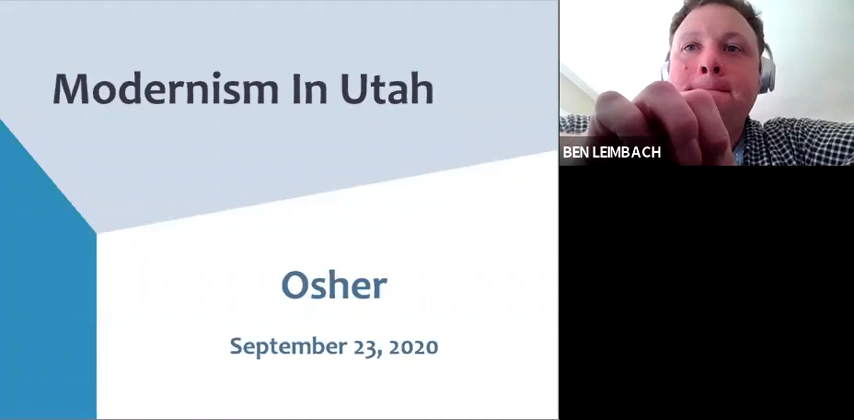 Modernism In Utah
BEN LEIMBACH
Osher
September 23, 2020